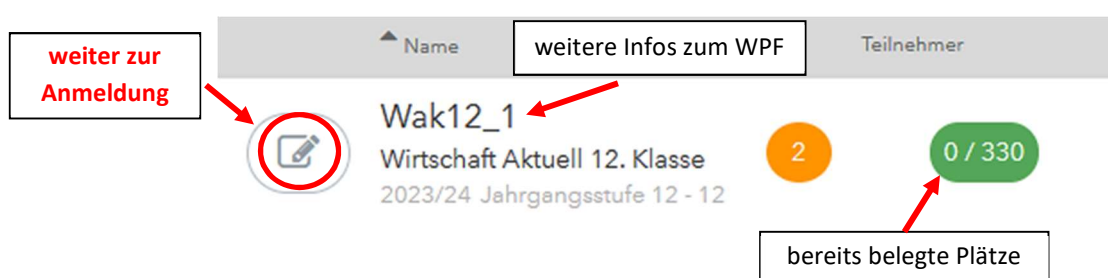 weiter zur
Anmeldung
Name
weitere Infos zum WPF
Teilnehmer
Wak12_1
Wirtschaft Aktuell 12. Klasse
2023/24 Jahrgangsstufe 12 - 12
2
0 / 330
bereits belegte Plätze